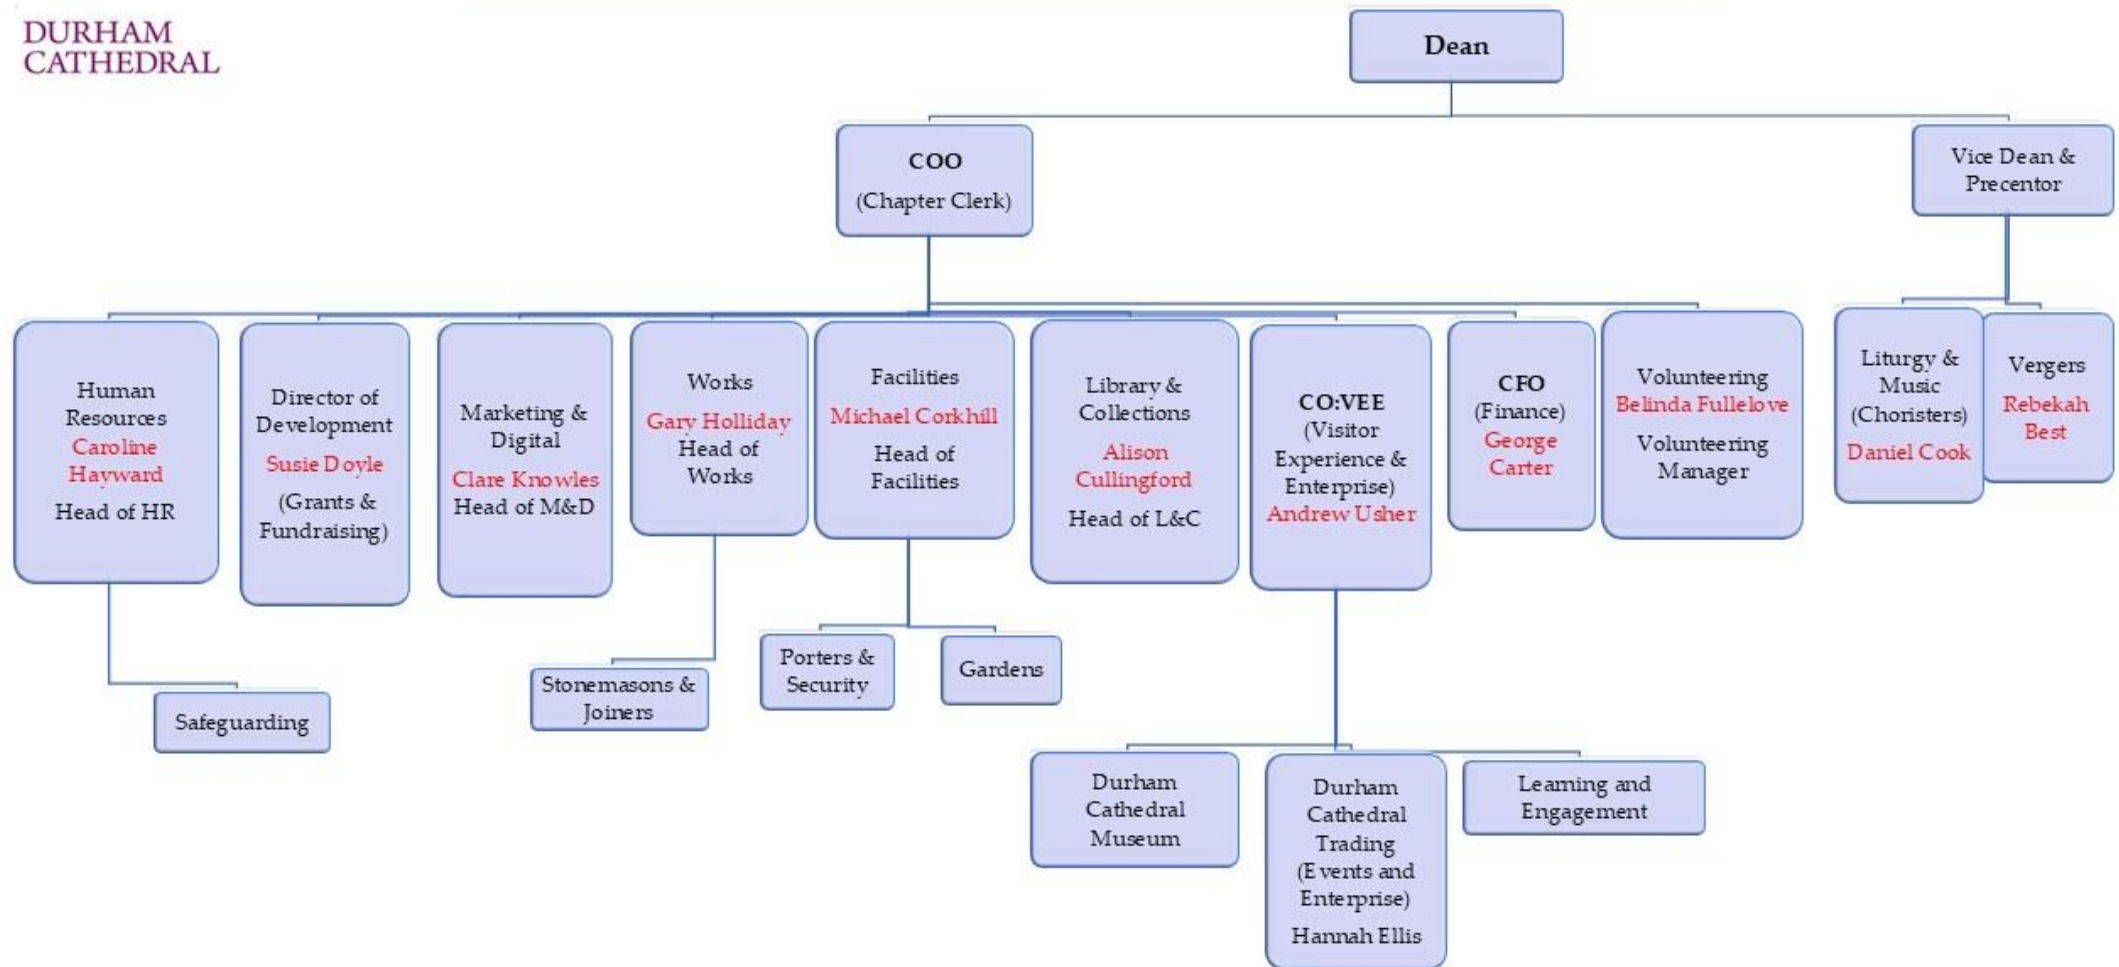 DURHAM
CATHEDRAL
Dean
COO
(Chapter Clerk)
Vice Dean &
Precentor
Human
Resources
Caroline
Hayward
Head of HR
Director of
Development
Susie Doyle
(Grants &
Fundraising)
Marketing &
Digital
Clare Knowles
Head of M&D
Works
Gary Holliday
Head of
Works
Facilities
Michael Corkhill
Head of
Facilities
Library &
Collections
Alison
Cullingford
Head of L&C
CO:VEE
(Visitor
Experience &
Enterprise)
Andrew Usher
CFO
(Finance)
George
Carter
Volunteering
Belinda Fullelove
Volunteering
Manager
Liturgy &
Music
(Choristers)
Daniel Cook
Vergers
Rebekah
Best
Safeguarding
Stonemasons &
Joiners
Porters &
Security
Gardens
Durham
Cathedral
Museum
Durham
Cathedral
Trading
(Events and
Enterprise)
Hannah Ellis
Learning and
Engagement